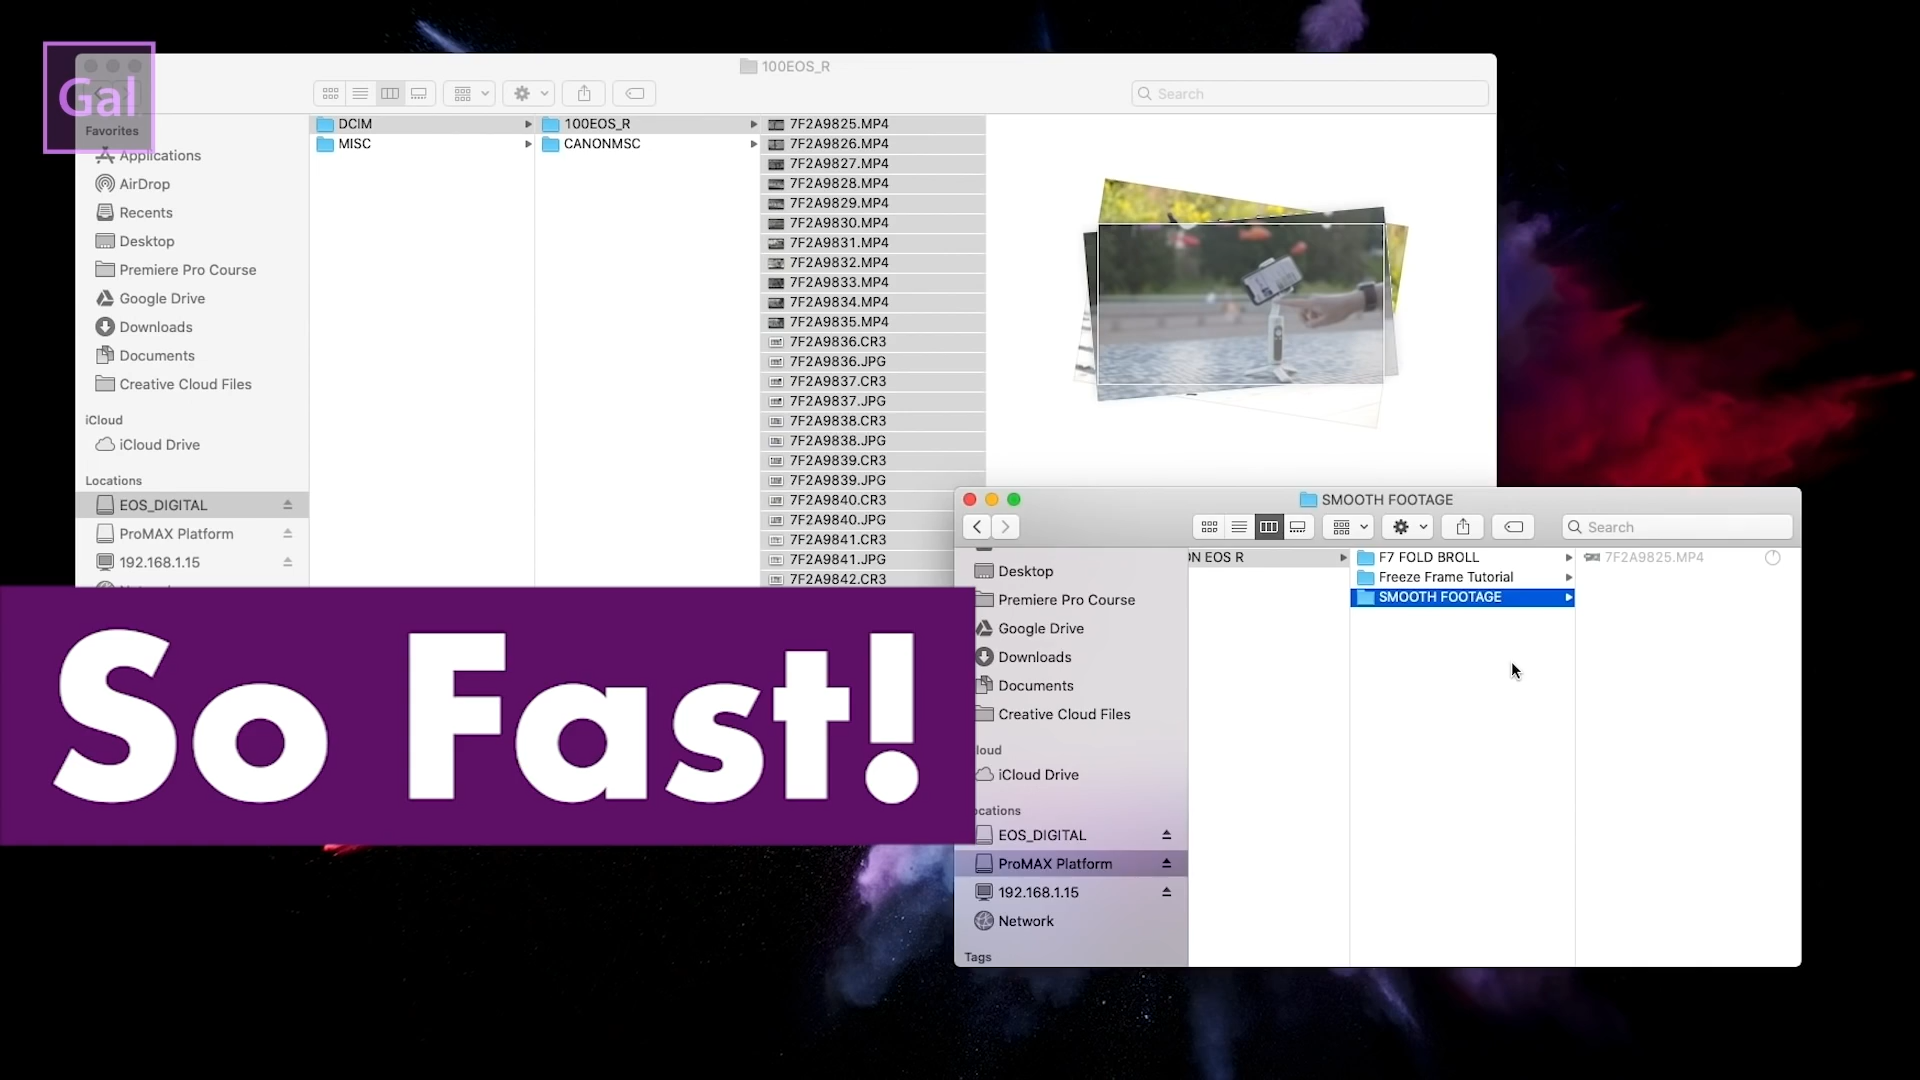 Gal
100EOS_R
Search
Favorites
Applications
AirDrop
Recents
Desktop
Premiere Pro Course
Google Drive
Downloads
Documents
Creative Cloud Files
iCloud
iCloud Drive
Locations
EOS_DIGITAL
ProMAX Platform
192.168.1.15
DCIM
MISC
100EOS_R
CANONMSC
7F2A9825.MP4
7F2A9826.MP4
7F2A9827.MP4
7F2A9828.MP4
7F2A9829.MP4
7F2A9830.MP4
7F2A9831.MP4
7F2A9832.MP4
7F2A9833.MP4
7F2A9834.MP4
7F2A9835.MP4
7F2A9836.CR3
7F2A9836.JPG
7F2A9837.CR3
7F2A9837.JPG
7F2A9838.CR3
7F2A9838.JPG
7F2A9839.CR3
7F2A9839.JPG
7F2A9840.CR3
7F2A9840.JPG
7F2A9841.CR3
7F2A9841.JPG
7F2A9842.CR3
So Fast!
SMOOTH FOOTAGE
Search
Desktop
Premiere Pro Course
Google Drive
Downloads
Documents
Creative Cloud Files
loud
iCloud Drive
ocations
EOS_DIGITAL
ProMAX Platform
192.168.1.15
Network
Tags
ON EOS R
F7 FOLD BROLL
Freeze Frame Tutorial
SMOOTH FOOTAGE
7F2A9825.MP4